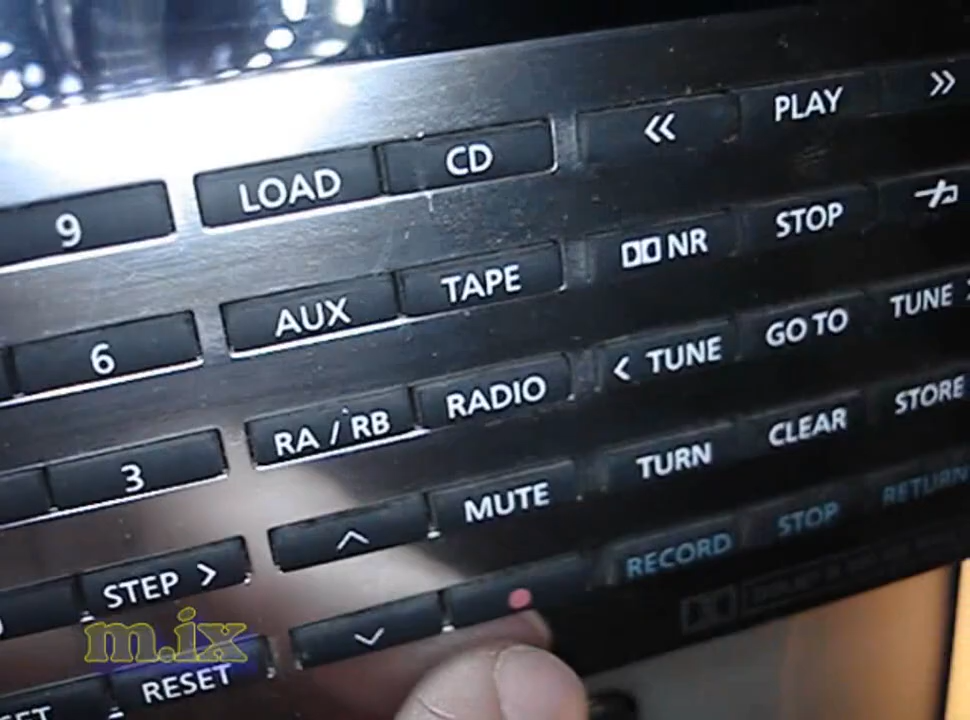 LOAD CD << PLAY >>
9 AUX TAPE NR STOP
6 RA / RB RADIO < TUNE GO TO TUNE >
3 MUTE TURN CLEAR STORE
STEP > RECORD STOP RETURN
RESET
m.ix